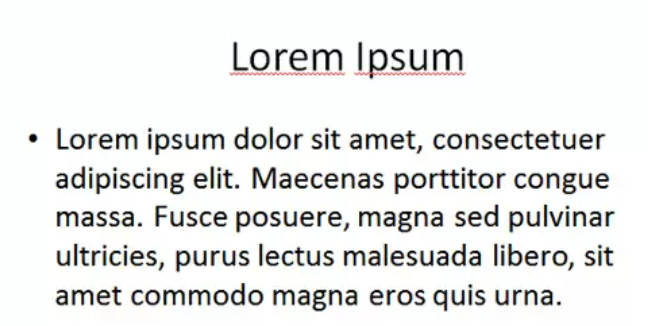 Lorem Ipsum
• Lorem ipsum dolor sit amet, consectetuer
adipiscing elit. Maecenas porttitor congue
massa. Fusce posuere, magna sed pulvinar
ultricies, purus lectus malesuada libero, sit
amet commodo magna eros quis urna.